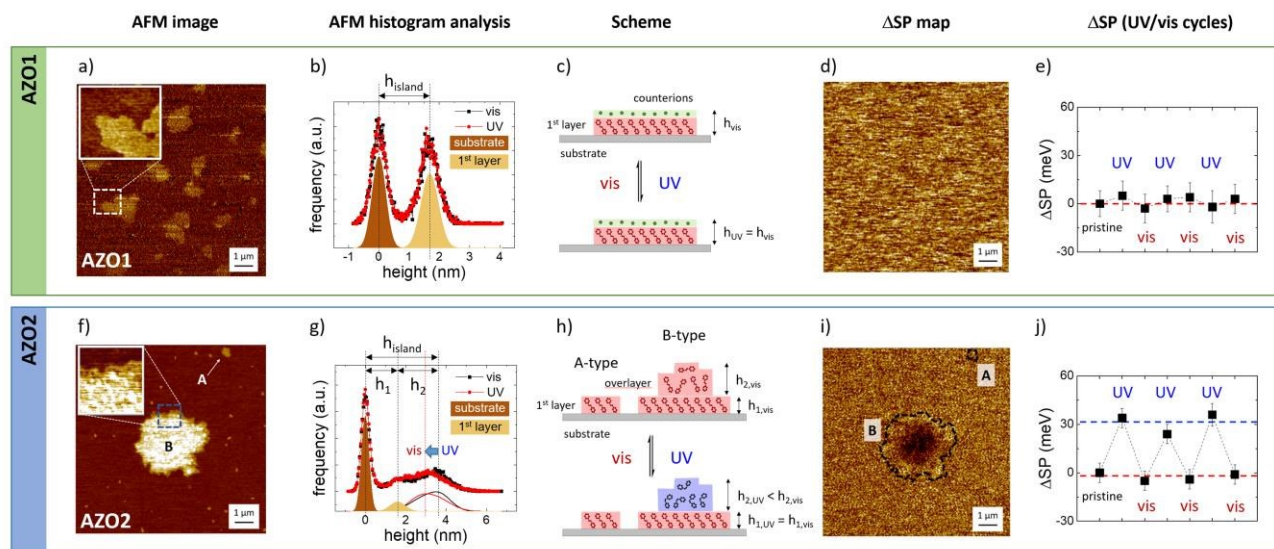 AFM image
AFM histogram analysis
Scheme
ΔSP map
ΔSP (UV/vis cycles)
AZO1
a)
AZO1
1 µm
b)
h_island
vis
UV
substrate
1st layer
frequency (a.u.)
-1 0 1 2 3 4
height (nm)
c)
counterions
1st layer
h_vis
substrate
vis
UV
h_UV = h_vis
d)
1 µm
e)
ΔSP (meV)
60
30
0
-30
UV UV UV
pristine
vis vis vis
AZO2
f)
A
B
AZO2
1 µm
g)
h_island
h_1 h_2
vis
UV
substrate
1st layer
vis UV
frequency (a.u.)
0 2 4 6
height (nm)
h)
B-type
A-type
overlayer
h_2,vis
1st layer
h_1,vis
substrate
vis
UV
h_2,UV < h_2,vis
h_1,UV = h_1,vis
i)
A
B
1 µm
j)
ΔSP (meV)
60
30
0
-30
UV UV UV
pristine
vis vis vis